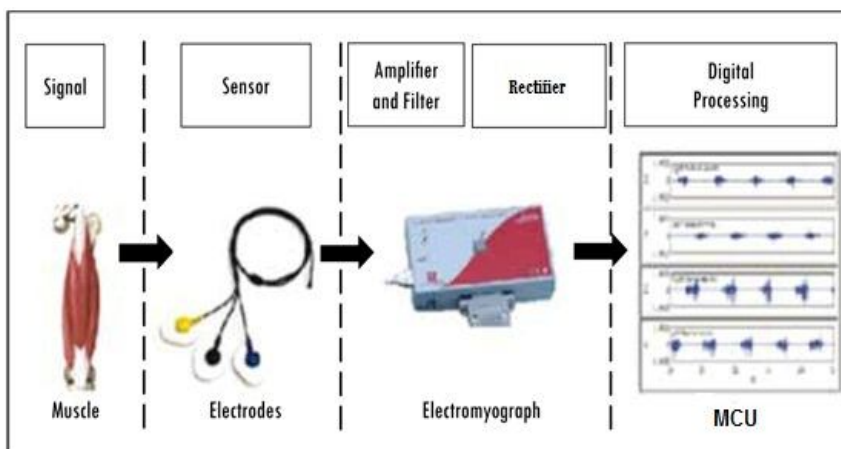 Signal
Sensor
Amplifier
and Filter
Rectifier
Digital
Processing
Muscle
Electrodes
Electromyograph
MCU